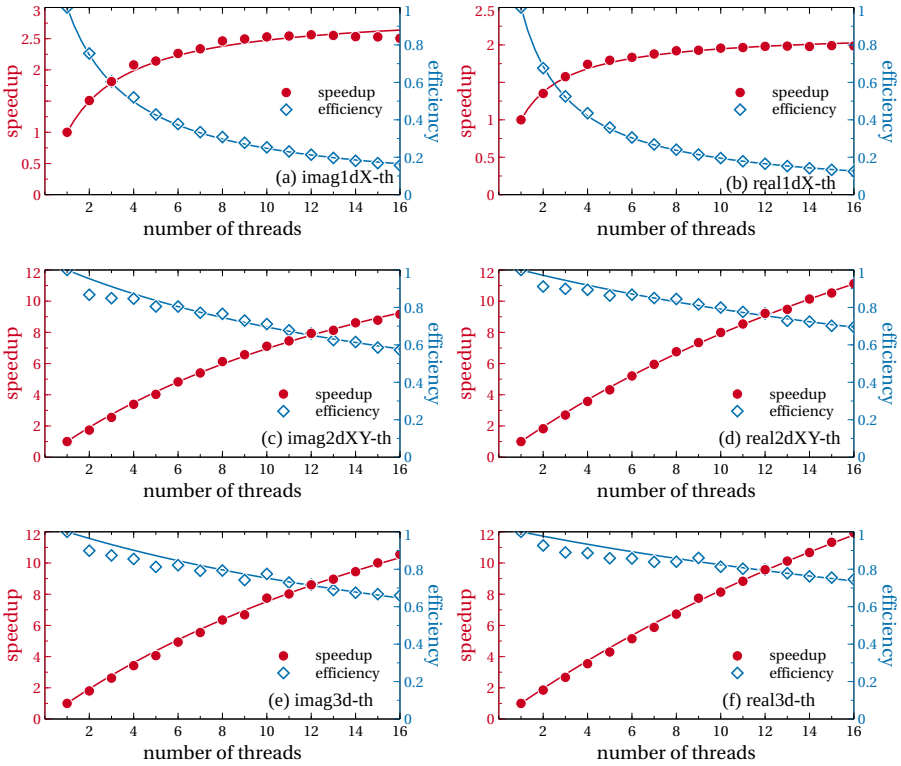 3
2.5
2
1
0.5
0
1
0.8
0.6
0.4
0.2
0
speedup
efficiency
speedup
efficiency
(a) imag1dX-th
2 4 6 8 10 12 14 16
number of threads
2.5
2
1
0.5
0
1
0.8
0.6
0.4
0.2
0
speedup
efficiency
speedup
efficiency
(b) real1dX-th
2 4 6 8 10 12 14 16
number of threads
12
10
8
6
4
2
0
1
0.8
0.6
0.4
0.2
0
speedup
efficiency
speedup
efficiency
(c) imag2dXY-th
2 4 6 8 10 12 14 16
number of threads
12
10
8
6
4
2
0
1
0.8
0.6
0.4
0.2
0
speedup
efficiency
speedup
efficiency
(d) real2dXY-th
2 4 6 8 10 12 14 16
number of threads
12
10
8
6
4
2
0
1
0.8
0.6
0.4
0.2
0
speedup
efficiency
speedup
efficiency
(e) imag3d-th
2 4 6 8 10 12 14 16
number of threads
12
10
8
6
4
2
0
1
0.8
0.6
0.4
0.2
0
speedup
efficiency
speedup
efficiency
(f) real3d-th
2 4 6 8 10 12 14 16
number of threads